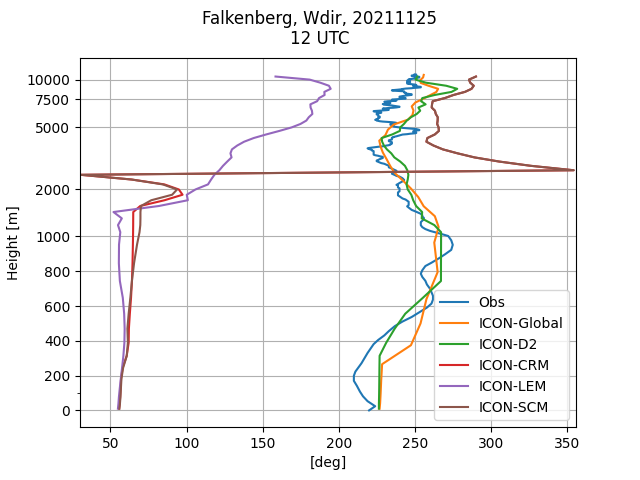 Falkenberg, Wdir, 20211125
12 UTC
Height [m]
10000
7500
5000
2000
1000
800
600
400
200
0
Obs
ICON-Global
ICON-D2
ICON-CRM
ICON-LEM
ICON-SCM
50 100 150 200 250 300 350
[deg]